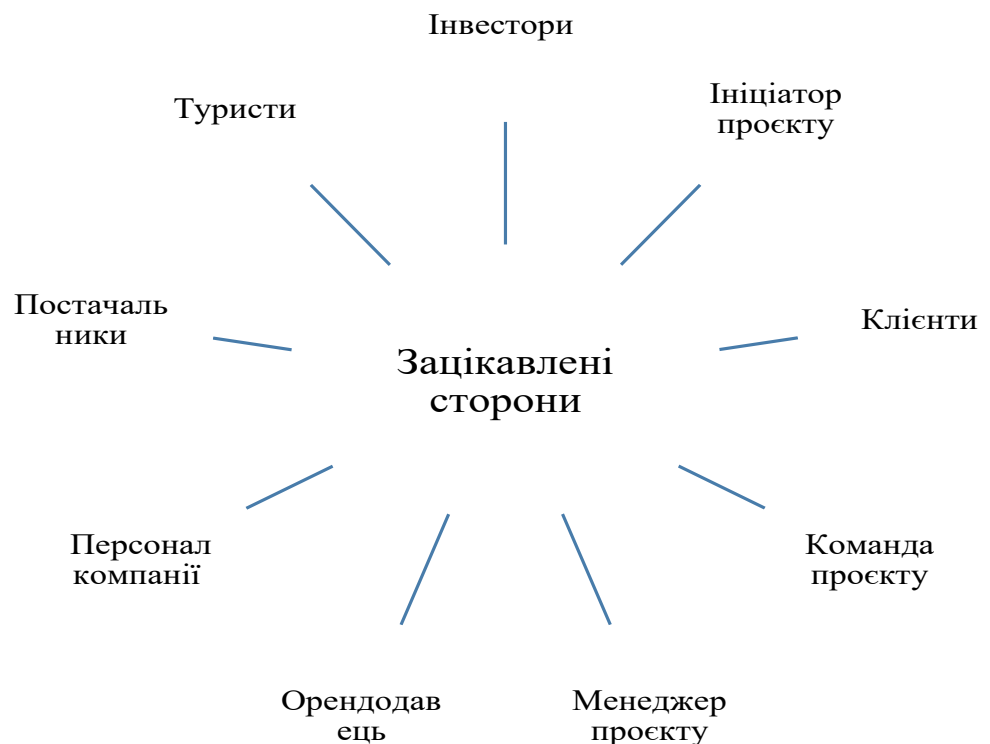 Інвестори
Ініціатор
проєкту
Туристи
Клієнти
Постачаль
ники
Зацікавлені
сторони
Персонал
компанії
Команда
проєкту
Орендодав
ець
Менеджер
проєкту